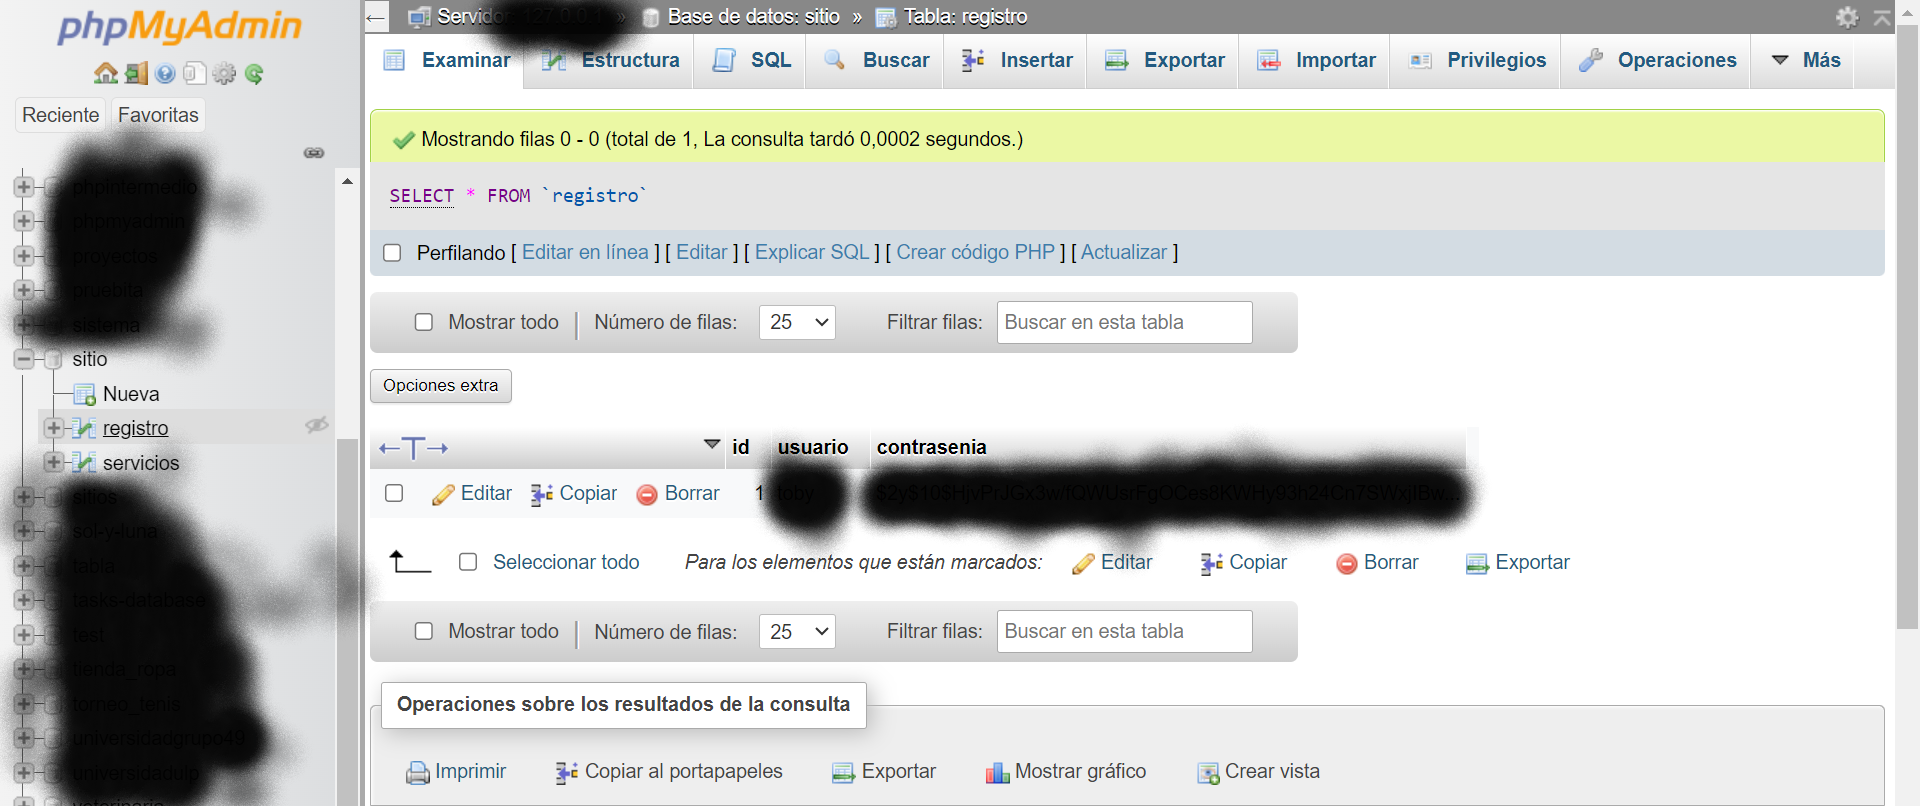 phpMyAdmin
Reciente Favoritas
sitio
Nueva
registro
servicios
Base de datos: sitio » Tabla: registro
Examinar Estructura SQL Buscar Insertar Exportar Importar Privilegios Operaciones Más
Mostrando filas 0 - 0 (total de 1, La consulta tardó 0,0002 segundos.)
SELECT * FROM `registro`
Perfilando [ Editar en línea ] [ Editar ] [ Explicar SQL ] [ Crear código PHP ] [ Actualizar ]
Mostrar todo | Número de filas: 25 Filtrar filas: Buscar en esta tabla
Opciones extra
←T→ id usuario contrasenia
Editar Copiar Borrar 1
Seleccionar todo Para los elementos que están marcados: Editar Copiar Borrar Exportar
Mostrar todo | Número de filas: 25 Filtrar filas: Buscar en esta tabla
Operaciones sobre los resultados de la consulta
Imprimir Copiar al portapapeles Exportar Mostrar gráfico Crear vista